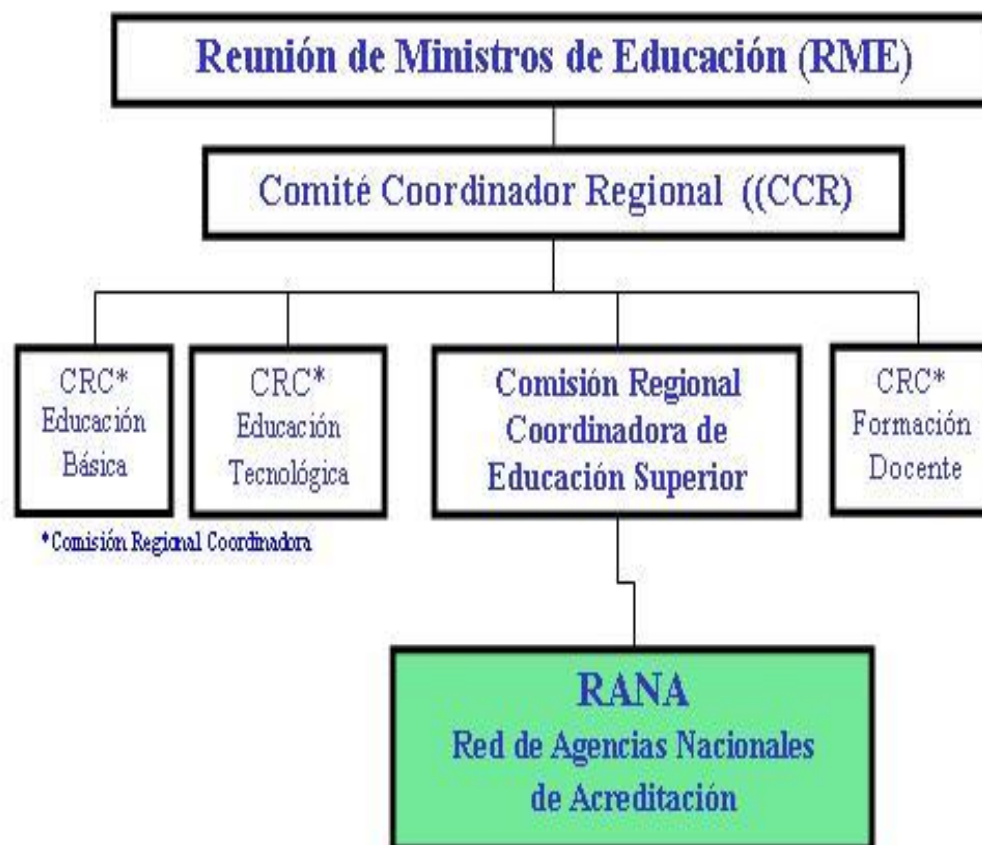 Reunión de Ministros de Educación (RME)
Comité Coordinador Regional ((CCR)
CRC*
Educación
Básica
CRC*
Educación
Tecnológica
Comisión Regional
Coordinadora de
Educación Superior
CRC*
Formación
Docente
*Comisión Regional Coordinadora
RANA
Red de Agencias Nacionales
de Acreditación